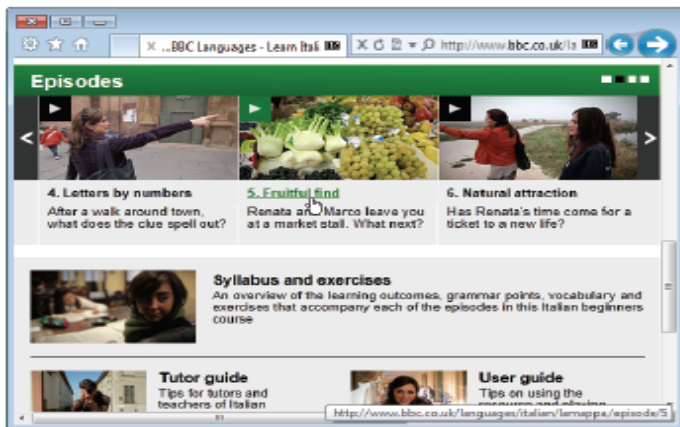 ...BBC Languages - Learn Itali
http://www.bbc.co.uk/la
Episodes
4. Letters by numbers
After a walk around town,
what does the clue spell out?
5. Fruitful find
Renata and Marco leave you
at a market stall. What next?
6. Natural attraction
Has Renata's time come for a
ticket to a new life?
Syllabus and exercises
An overview of the learning outcomes, grammar points, vocabulary and
exercises that accompany each of the episodes in this Italian beginners
course
Tutor guide
Tips for tutors and
teachers of Italian
User guide
Tips on using the
resource and playing
http://www.bbc.co.uk/languages/italian/lamappa/episode/5